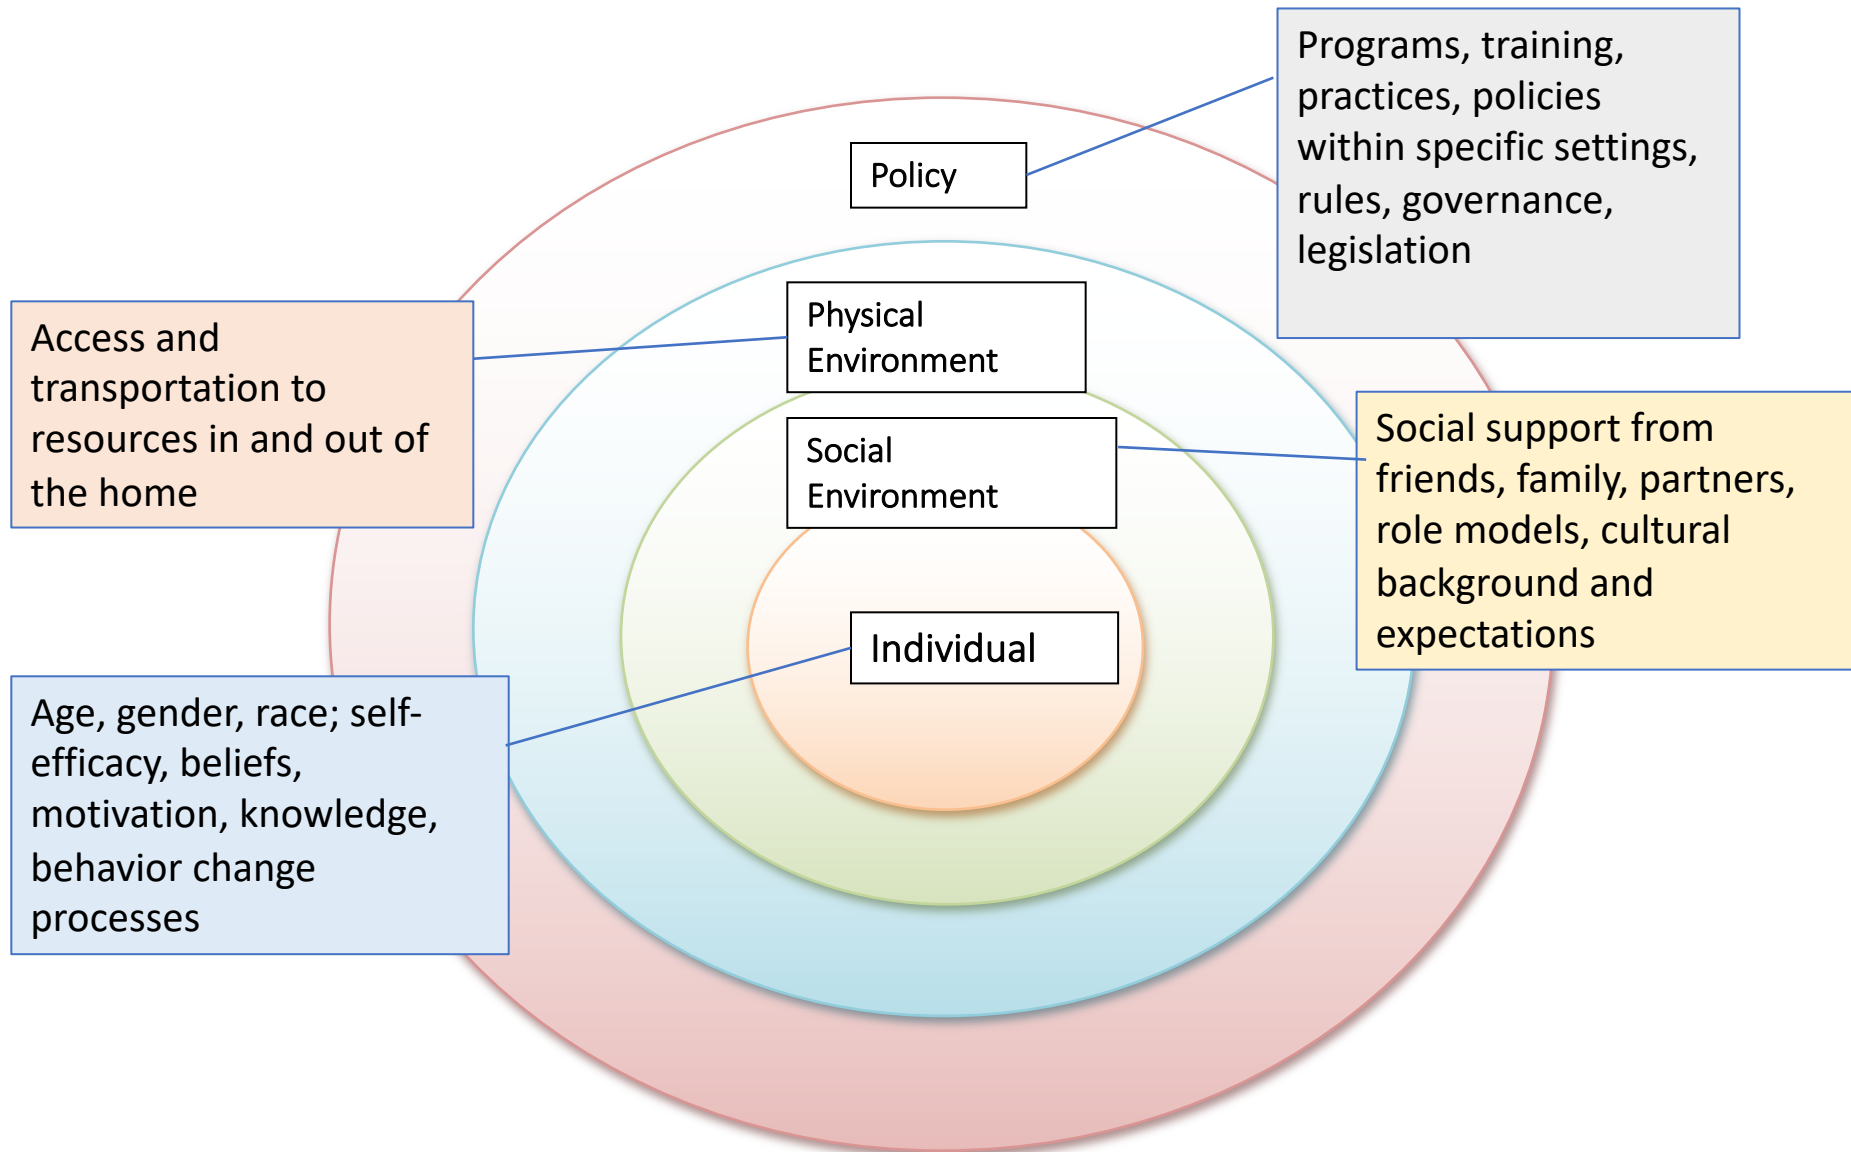 Programs, training,
practices, policies
within specific settings,
rules, governance,
legislation
Policy
Physical
Environment
Access and
transportation to
resources in and out of
the home
Social
Environment
Social support from
friends, family, partners,
role models, cultural
background and
expectations
Individual
Age, gender, race; self-
efficacy, beliefs,
motivation, knowledge,
behavior change
processes